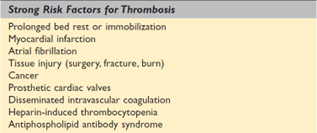 Strong Risk Factors for Thrombosis
Prolonged bed rest or immobilization
Myocardial infarction
Atrial fibrillation
Tissue injury (surgery, fracture, burn)
Cancer
Prosthetic cardiac valves
Disseminated intravascular coagulation
Heparin-induced thrombocytopenia
Antiphospholipid antibody syndrome